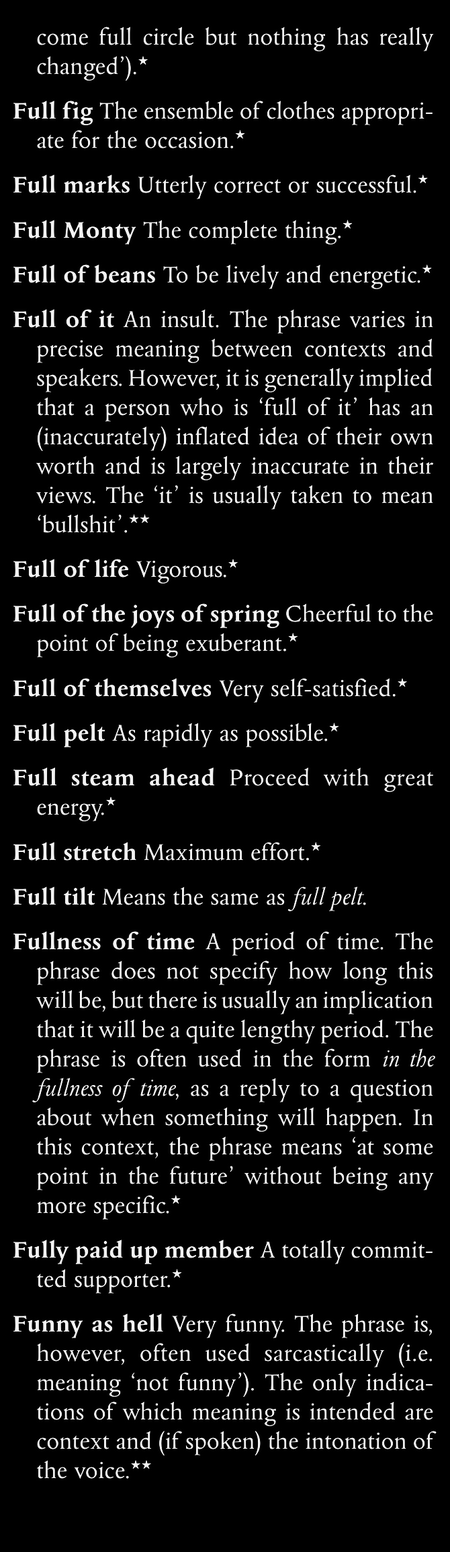 come full circle but nothing has really
changed’).★
Full fig The ensemble of clothes appropri-
ate for the occasion.★
Full marks Utterly correct or successful.★
Full Monty The complete thing.★
Full of beans To be lively and energetic.★
Full of it An insult. The phrase varies in
precise meaning between contexts and
speakers. However, it is generally implied
that a person who is ‘full of it’ has an
(inaccurately) inflated idea of their own
worth and is largely inaccurate in their
views. The ‘it’ is usually taken to mean
‘bullshit’.★★
Full of life Vigorous.★
Full of the joys of spring Cheerful to the
point of being exuberant.★
Full of themselves Very self-satisfied.★
Full pelt As rapidly as possible.★
Full steam ahead Proceed with great
energy.★
Full stretch Maximum effort.★
Full tilt Means the same as full pelt.
Fullness of time A period of time. The
phrase does not specify how long this
will be, but there is usually an implication
that it will be a quite lengthy period. The
phrase is often used in the form in the
fullness of time, as a reply to a question
about when something will happen. In
this context, the phrase means ‘at some
point in the future’ without being any
more specific.★
Fully paid up member A totally commit-
ted supporter.★
Funny as hell Very funny. The phrase is,
however, often used sarcastically (i.e.
meaning ‘not funny’). The only indica-
tions of which meaning is intended are
context and (if spoken) the intonation of
the voice.★★